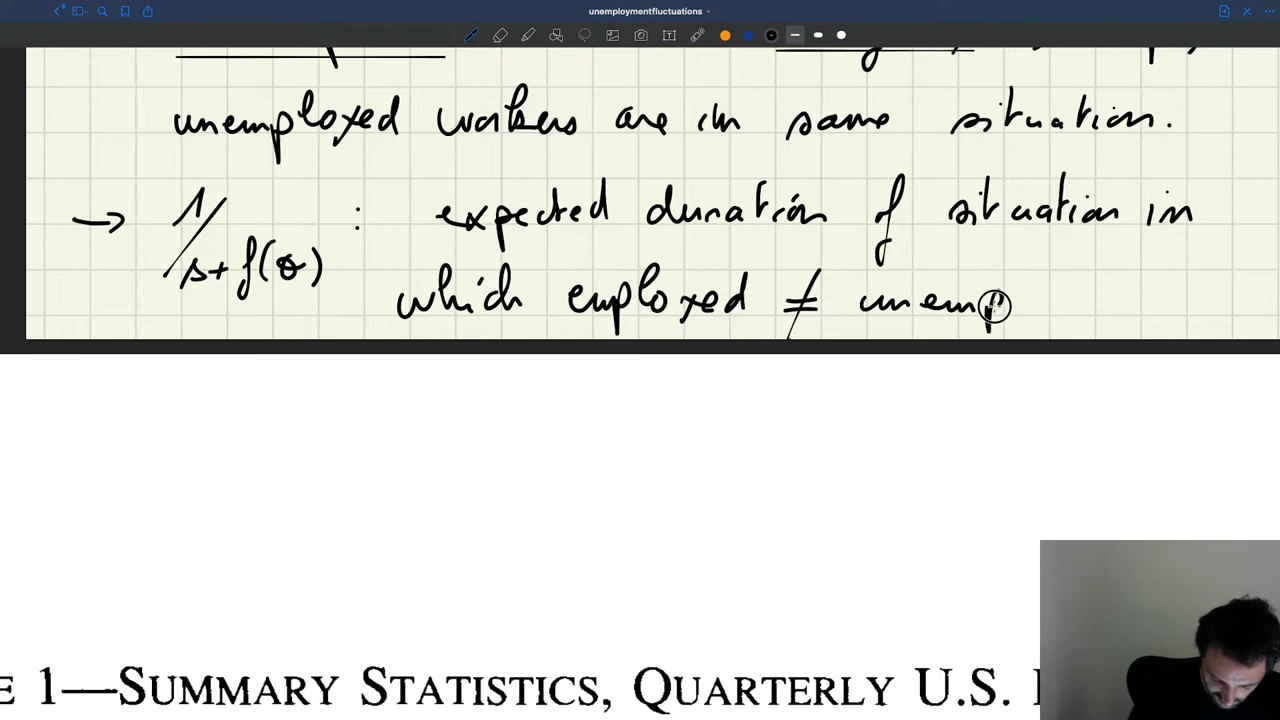 unemploymentfluctuations
unemployed workers are in same situation.
→ 1/s+f(θ) : expected duration of situation in
which employed ≠ unemp
E 1—SUMMARY STATISTICS, QUARTERLY U.S.